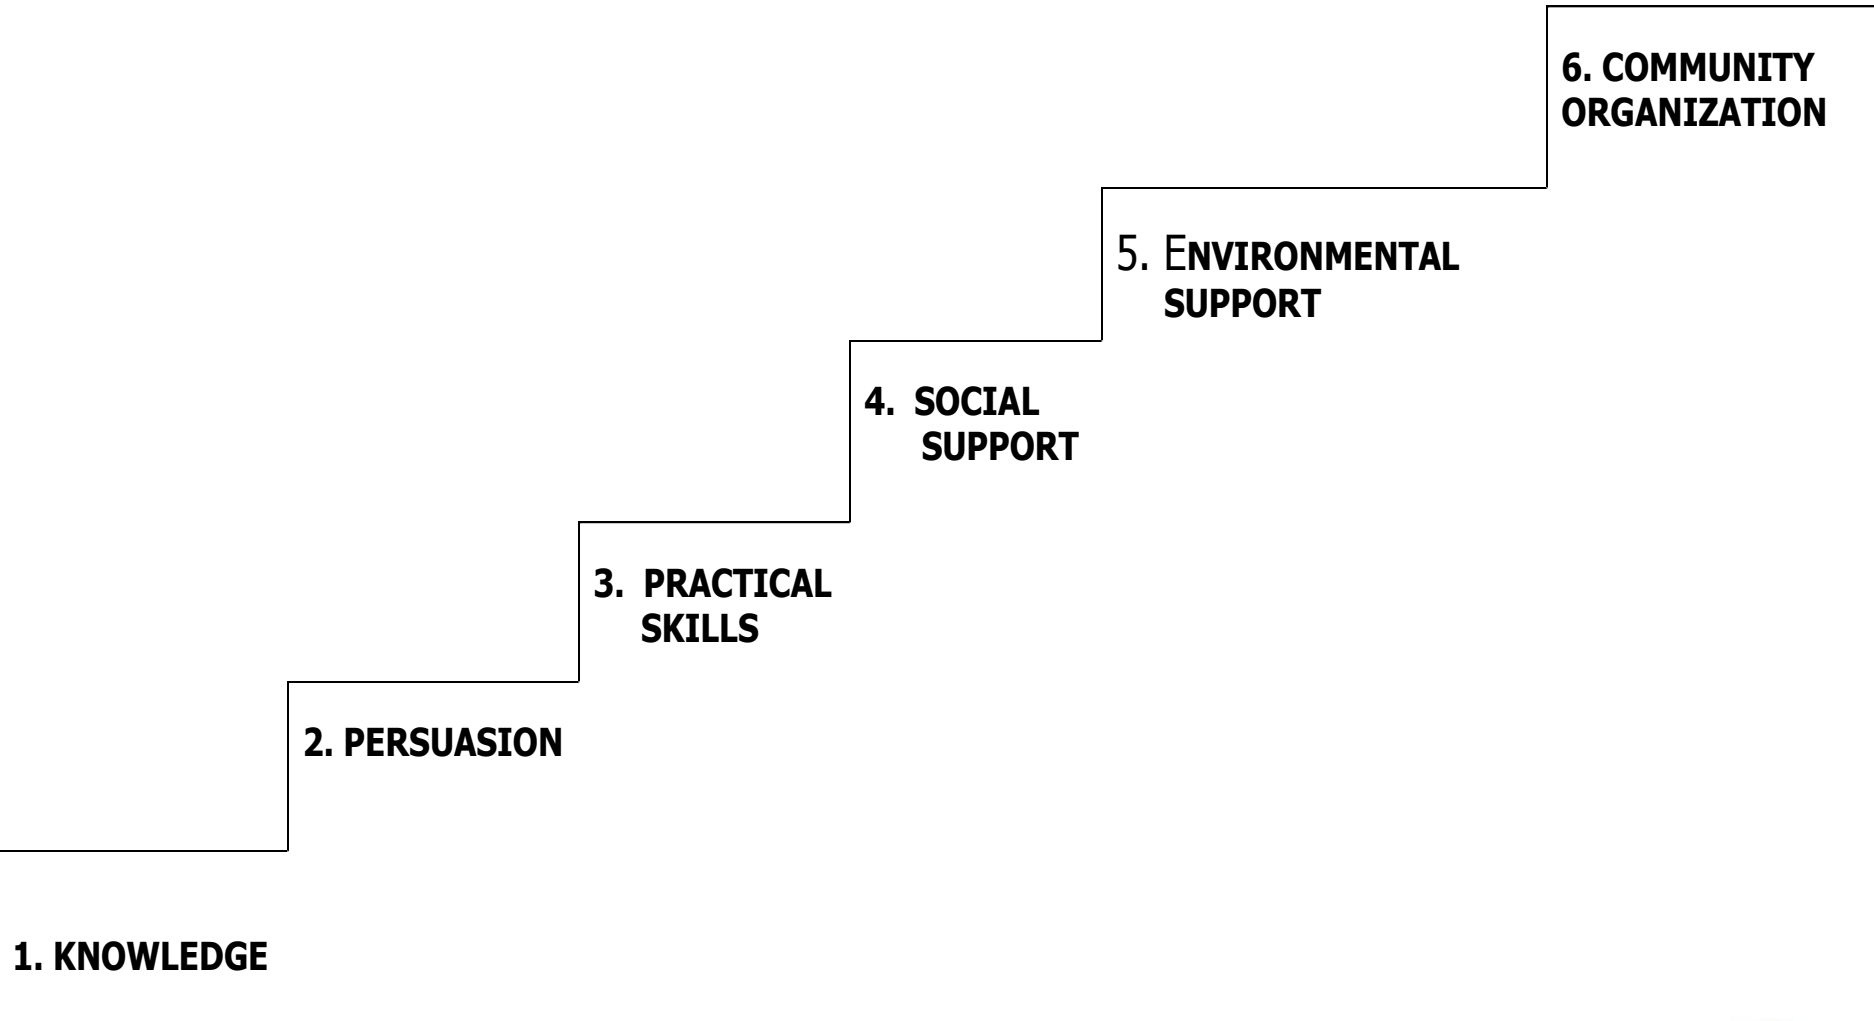 6. COMMUNITY
ORGANIZATION
5. ENVIRONMENTAL
SUPPORT
4. SOCIAL
SUPPORT
3. PRACTICAL
SKILLS
2. PERSUASION
1. KNOWLEDGE